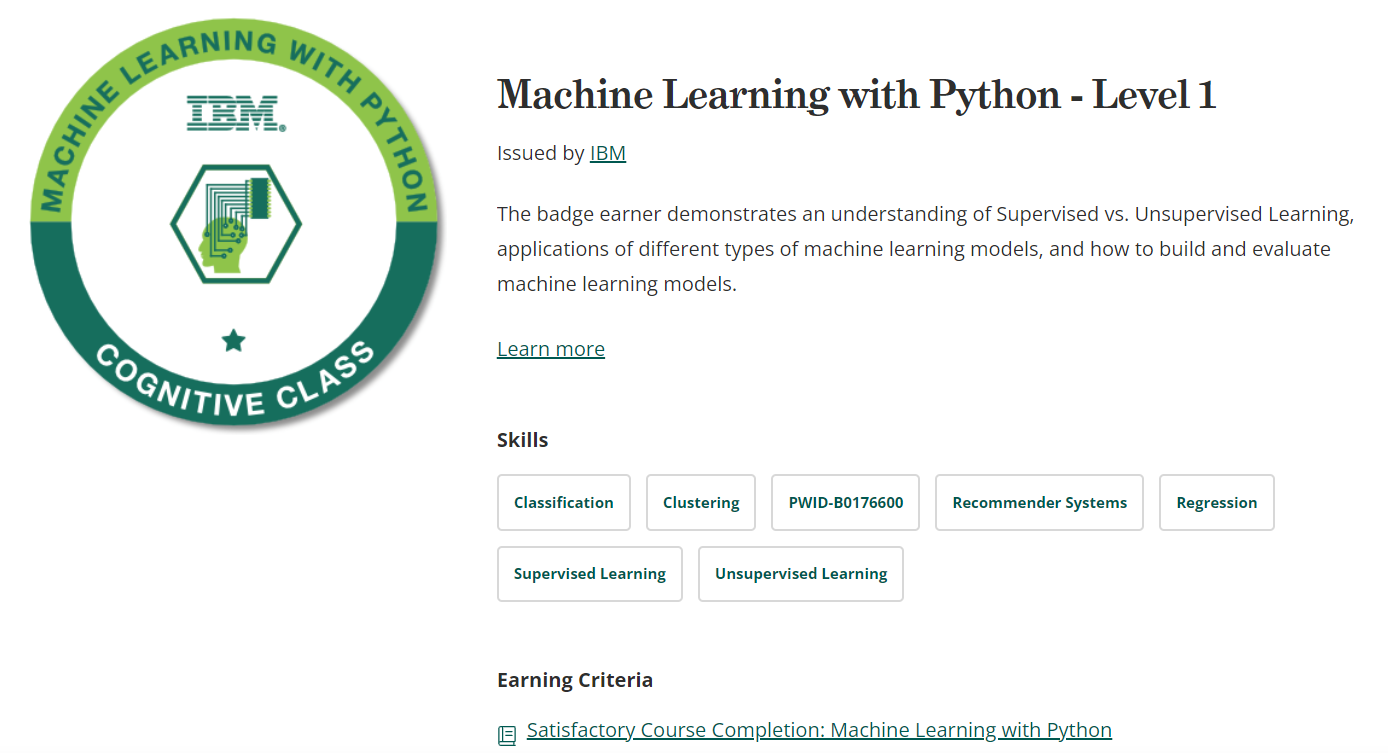 MACHINE LEARNING WITH PYTHON
IBM®
COGNITIVE CLASS
Machine Learning with Python - Level 1
Issued by IBM
The badge earner demonstrates an understanding of Supervised vs. Unsupervised Learning,
applications of different types of machine learning models, and how to build and evaluate
machine learning models.
Learn more
Skills
Classification Clustering PWID-B0176600 Recommender Systems Regression
Supervised Learning Unsupervised Learning
Earning Criteria
Satisfactory Course Completion: Machine Learning with Python